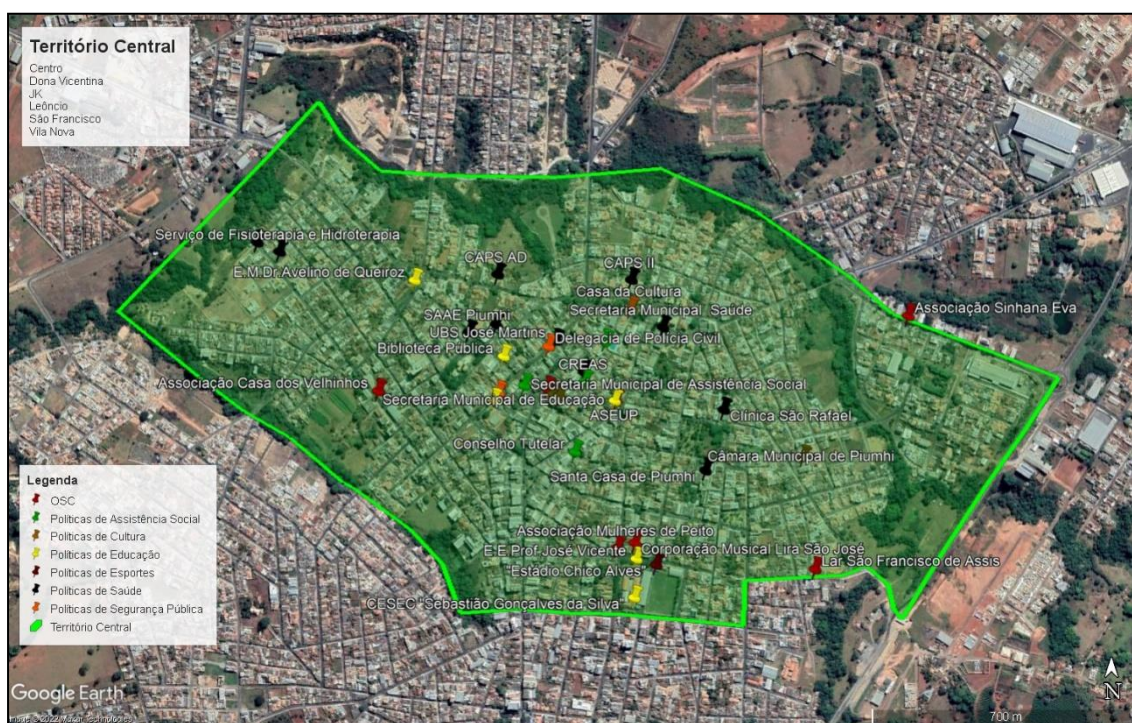 Território Central
Centro
Dona Vicentina
JK
Leôncio
São Francisco
Vila Nova
Serviço de Fisioterapia e Hidroterapia
E.M.Dr.Avelino de Queiroz
CAPS AD
CAPS II
Casa da Cultura
Secretaria Municipal Saúde
Associação Sinhana Eva
SAAE Piumhi
UBS José Martins
Delegacia de Polícia Civil
Biblioteca Pública
CREAS
Associação Casa dos Velhinhos
Secretaria Municipal de Assistência Social
Secretaria Municipal de Educação
ASEUP
Clínica São Rafael
Conselho Tutelar
Câmara Municipal de Piumhi
Santa Casa de Piumhi
Associação Mulheres de Peito
E.E.Prof.José Vicente
Corporação Musical Lira São José
"Estádio Chico Alves"
Lar São Francisco de Assis
CESEC "Sebastião Gonçalves da Silva"
Legenda
OSC
Políticas de Assistência Social
Políticas de Cultura
Políticas de Educação
Políticas de Esportes
Políticas de Saúde
Políticas de Segurança Pública
Território Central
Google Earth
Image © 2022 Maxar Technologies
N
700 m